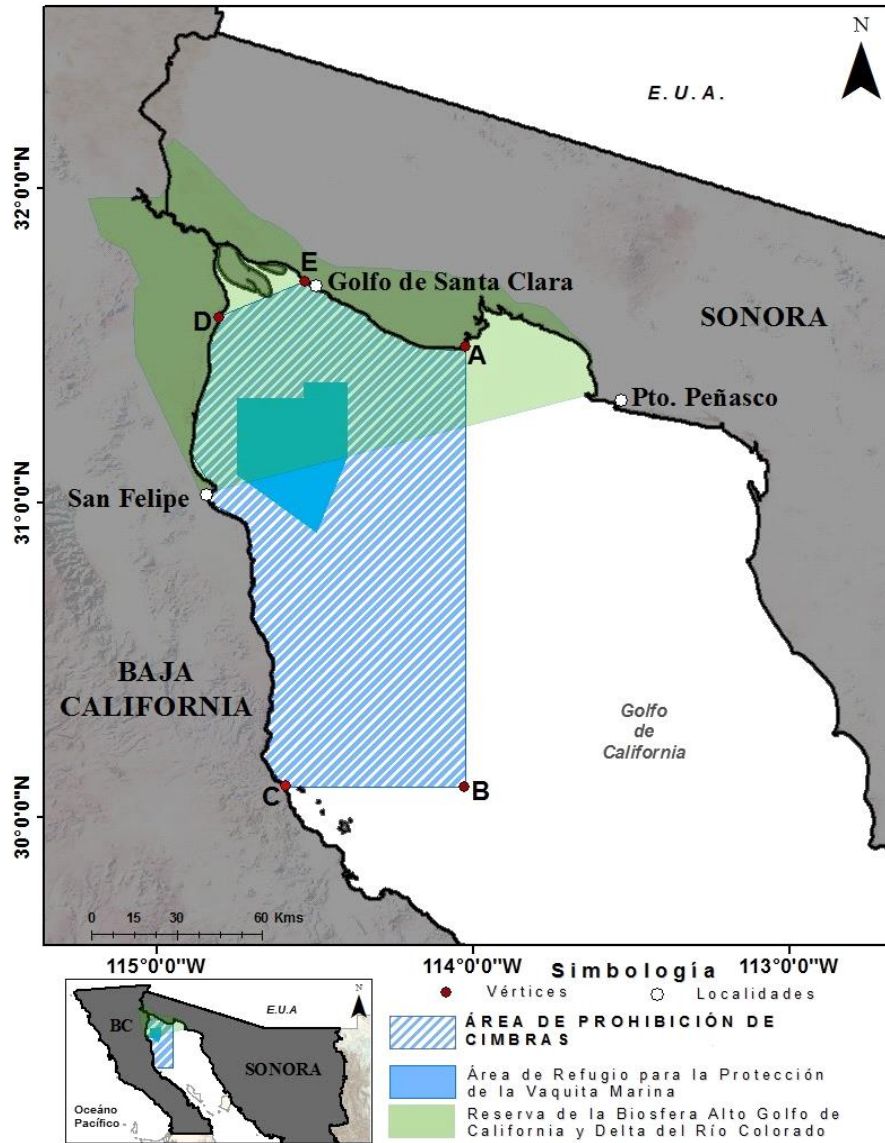 N
E.U.A.
32°0'0"N
E
Golfo de Santa Clara
D
SONORA
A
Pto. Peñasco
31°0'0"N
San Felipe
BAJA
CALIFORNIA
Golfo
de
California
C
B
30°0'0"N
0 15 30 60 Kms
115°0'0"W
114°0'0"W
113°0'0"W
Simbología
Vértices
Localidades
ÁREA DE PROHIBICIÓN DE
CIMBRAS
Área de Refugio para la Protección
de la Vaquita Marina
Reserva de la Biosfera Alto Golfo de
California y Delta del Río Colorado
N
E.U.A
BC
SONORA
Océano
Pacífico